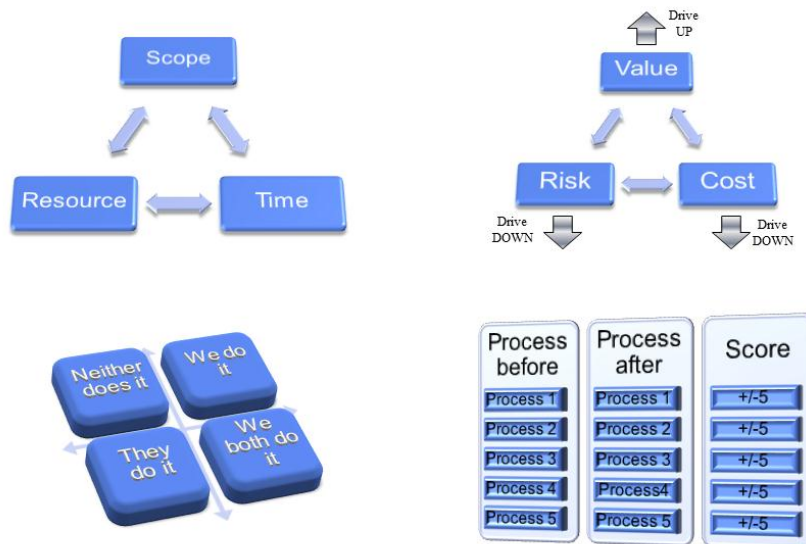 Scope
Resource
Time
Drive
UP
Value
Risk
Cost
Drive
DOWN
Drive
DOWN
Neither
does it
We do
it
They
do it
We
both do
it
Process
before
Process
after
Score
Process 1
Process 1
+/-5
Process 2
Process 2
+/-5
Process 3
Process 3
+/-5
Process 4
Process4
+/-5
Process 5
Process 5
+/-5